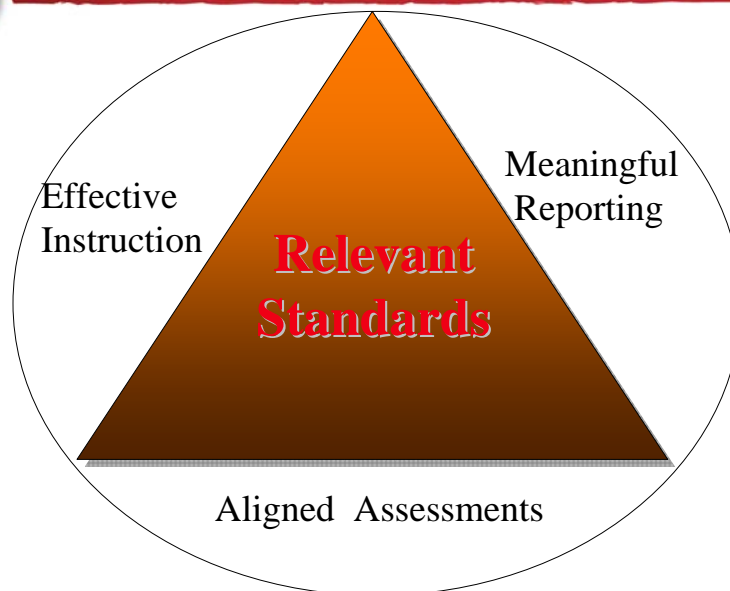 Effective
Instruction
Meaningful
Reporting
Relevant
Standards
Aligned Assessments